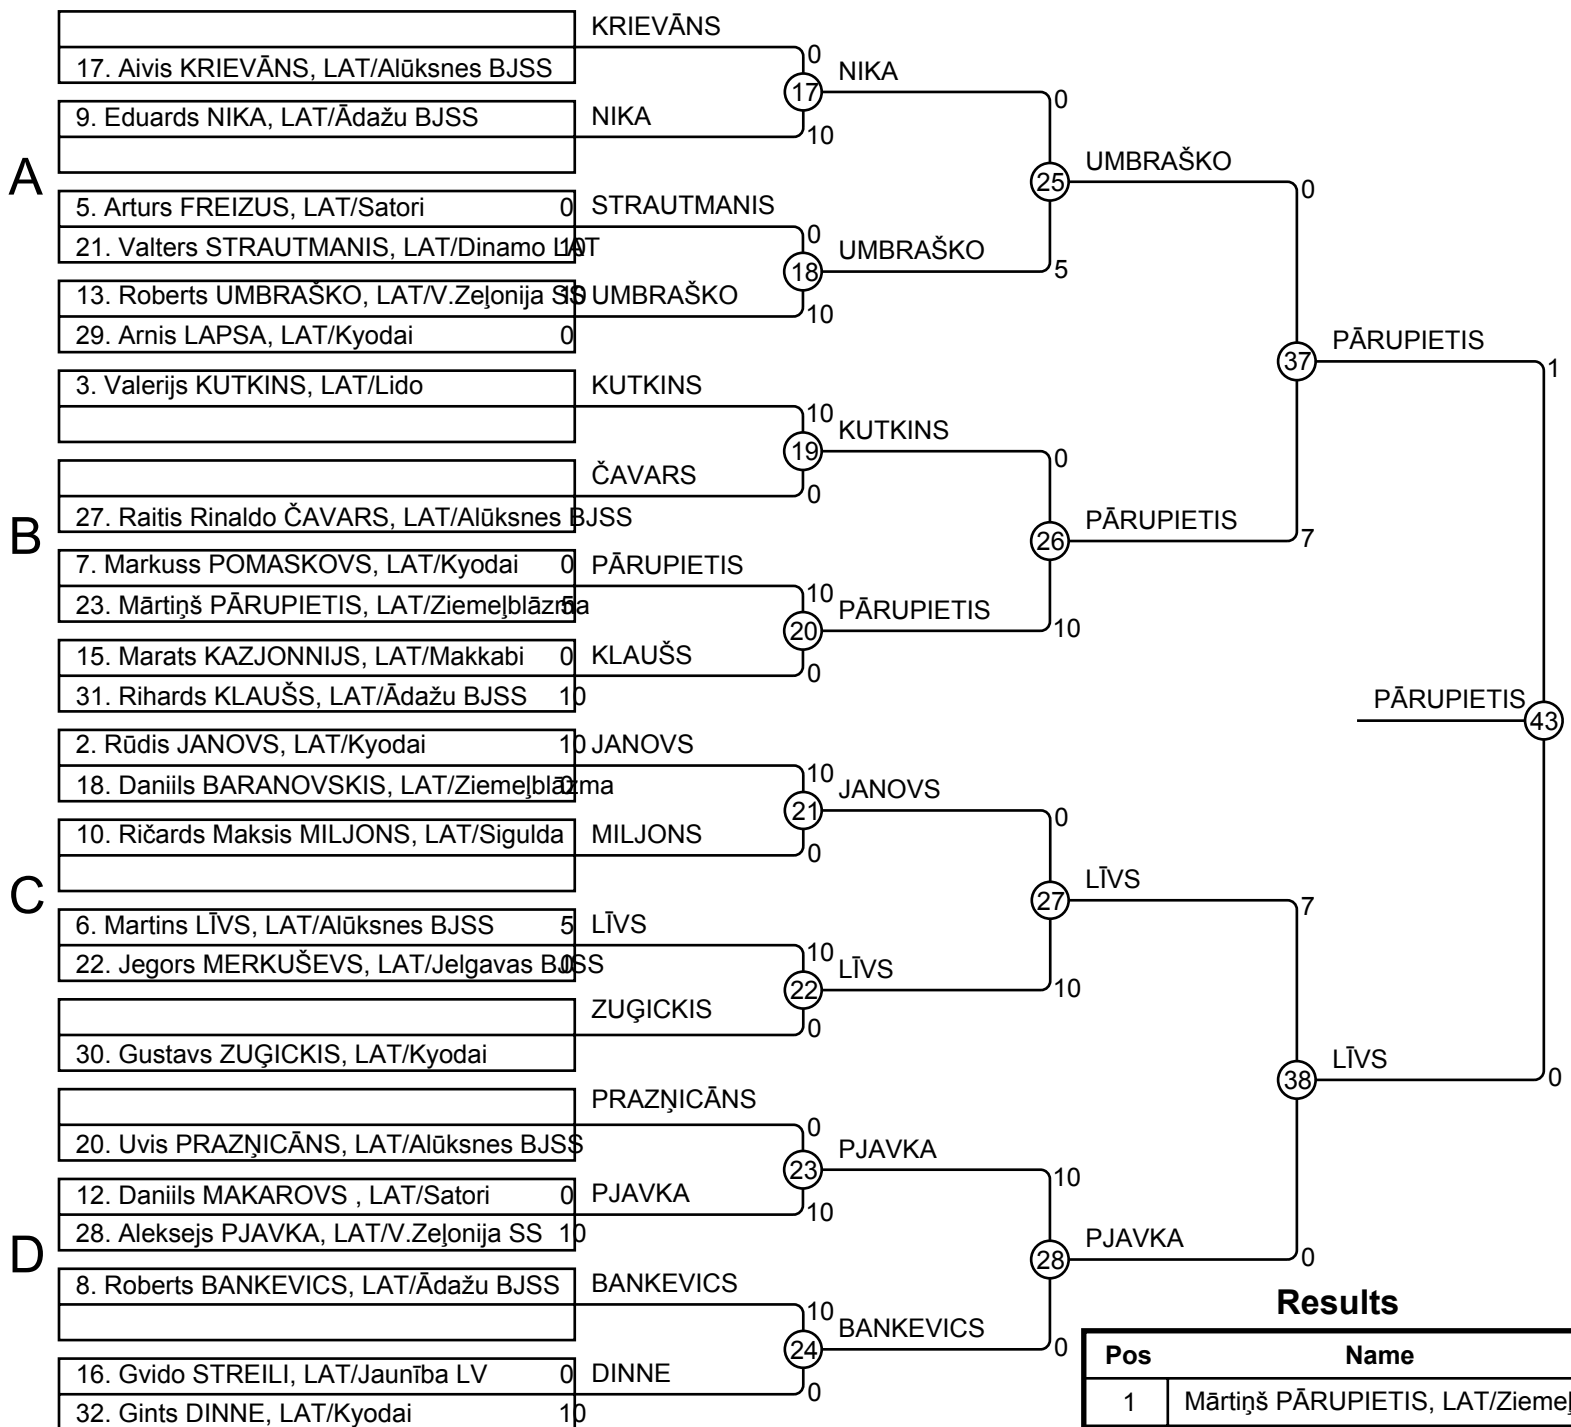 KRIEVĀNS
17. Aivis KRIEVĀNS, LAT/Alūksnes BJSS
0
17
NIKA
9. Eduards NIKA, LAT/Ādažu BJSS
NIKA
10
0
A
25
UMBRAŠKO
5. Arturs FREIZUS, LAT/Satori 0
STRAUTMANIS
21. Valters STRAUTMANIS, LAT/Dinamo LAT 10
0
18
UMBRAŠKO
5
0
13. Roberts UMBRAŠKO, LAT/V.Zeļonija SS 10
UMBRAŠKO
10
29. Arnis LAPSA, LAT/Kyodai 0
37
PĀRUPIETIS
1
3. Valerijs KUTKINS, LAT/Lido
KUTKINS
10
19
KUTKINS
0
ČAVARS
0
27. Raitis Rinaldo ČAVARS, LAT/Alūksnes BJSS
B
26
PĀRUPIETIS
7
7. Markuss POMASKOVS, LAT/Kyodai 0
PĀRUPIETIS
23. Mārtiņš PĀRUPIETIS, LAT/Ziemeļblāzma 5
10
20
PĀRUPIETIS
10
15. Marats KAZJONNIJS, LAT/Makkabi 0
KLAUŠS
0
31. Rihards KLAUŠS, LAT/Ādažu BJSS 10
PĀRUPIETIS
43
2. Rūdis JANOVS, LAT/Kyodai 10
JANOVS
18. Daniils BARANOVSKIS, LAT/Ziemeļblāzma 0
10
21
JANOVS
0
10. Ričards Maksis MILJONS, LAT/Sigulda
MILJONS
0
C
27
LĪVS
7
6. Martins LĪVS, LAT/Alūksnes BJSS 5
LĪVS
22. Jegors MERKUŠEVS, LAT/Jelgavas BJSS 0
10
22
LĪVS
10
ZUĢICKIS
0
30. Gustavs ZUĢICKIS, LAT/Kyodai
38
LĪVS
0
PRAZŅICĀNS
20. Uvis PRAZŅICĀNS, LAT/Alūksnes BJSS
0
23
PJAVKA
10
12. Daniils MAKAROVS , LAT/Satori 0
PJAVKA
10
28. Aleksejs PJAVKA, LAT/V.Zeļonija SS 10
D
28
PJAVKA
0
8. Roberts BANKEVICS, LAT/Ādažu BJSS
BANKEVICS
10
24
BANKEVICS
0
16. Gvido STREILI, LAT/Jaunība LV 0
DINNE
0
32. Gints DINNE, LAT/Kyodai 10
Results
Pos Name
1 Mārtiņš PĀRUPIETIS, LAT/Ziemeļ